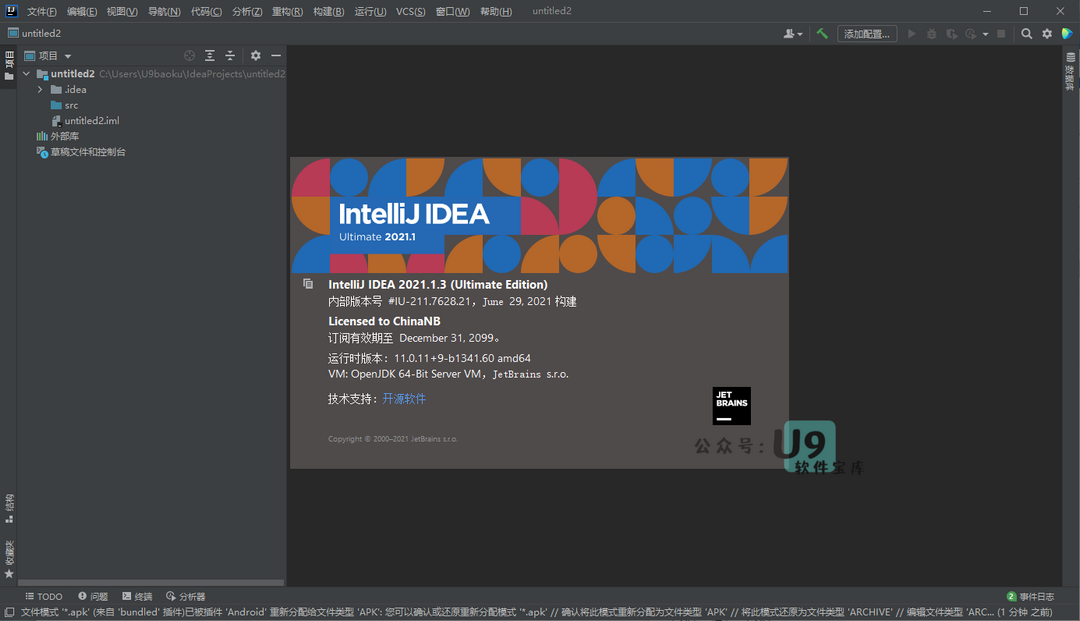 文件(F) 编辑(E) 视图(V) 导航(N) 代码(C) 分析(Z) 重构(R) 构建(B) 运行(U) VCS(S) 窗口(W) 帮助(H) untitled2
untitled2
添加配置...
项目
项目
untitled2 C:\Users\U9baoku\IdeaProjects\untitled2
.idea
src
untitled2.iml
外部库
草稿文件和控制台
数据库
IntelliJ IDEA
Ultimate 2021.1
IntelliJ IDEA 2021.1.3 (Ultimate Edition)
内部版本号 #IU-211.7628.21，June 29, 2021 构建
Licensed to ChinaNB
订阅有效期至 December 31, 2099。
运行时版本：11.0.11+9-b1341.60 amd64
VM: OpenJDK 64-Bit Server VM，JetBrains s.r.o.
技术支持：开源软件
JET
BRAINS
Copyright © 2000–2021 JetBrains s.r.o.
公众号：U9
软件宝库
结构
收藏夹
TODO 问题 终端 分析器
2 事件日志
文件模式 '*.apk' (来自 'bundled' 插件)已被插件 'Android' 重新分配给文件类型 'APK': 您可以确认或还原重新分配模式 '*.apk' // 确认将此模式重新分配为文件类型 'APK' // 将此模式还原为文件类型 'ARCHIVE' // 编辑文件类型 'ARC... (1 分钟 之前)